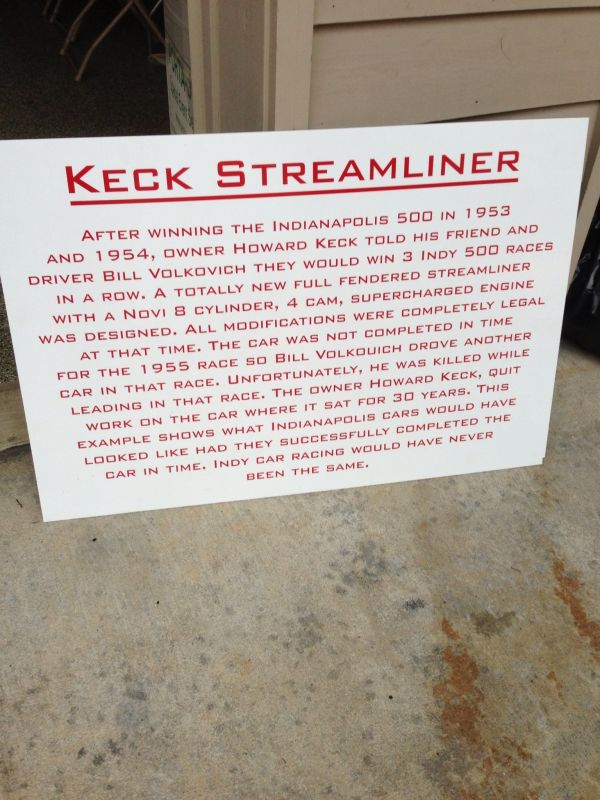 KECK STREAMLINER
AFTER WINNING THE INDIANAPOLIS 500 IN 1953
AND 1954, OWNER HOWARD KECK TOLD HIS FRIEND AND
DRIVER BILL VOLKOVICH THEY WOULD WIN 3 INDY 500 RACES
IN A ROW. A TOTALLY NEW FULL FENDERED STREAMLINER
WITH A NOVI 8 CYLINDER, 4 CAM, SUPERCHARGED ENGINE
WAS DESIGNED. ALL MODIFICATIONS WERE COMPLETELY LEGAL
AT THAT TIME. THE CAR WAS NOT COMPLETED IN TIME
FOR THE 1955 RACE SO BILL VOLKOUICH DROVE ANOTHER
CAR IN THAT RACE. UNFORTUNATELY, HE WAS KILLED WHILE
LEADING IN THAT RACE. THE OWNER HOWARD KECK, QUIT
WORK ON THE CAR WHERE IT SAT FOR 30 YEARS. THIS
EXAMPLE SHOWS WHAT INDIANAPOLIS CARS WOULD HAVE
LOOKED LIKE HAD THEY SUCCESSFULLY COMPLETED THE
CAR IN TIME. INDY CAR RACING WOULD HAVE NEVER
BEEN THE SAME.